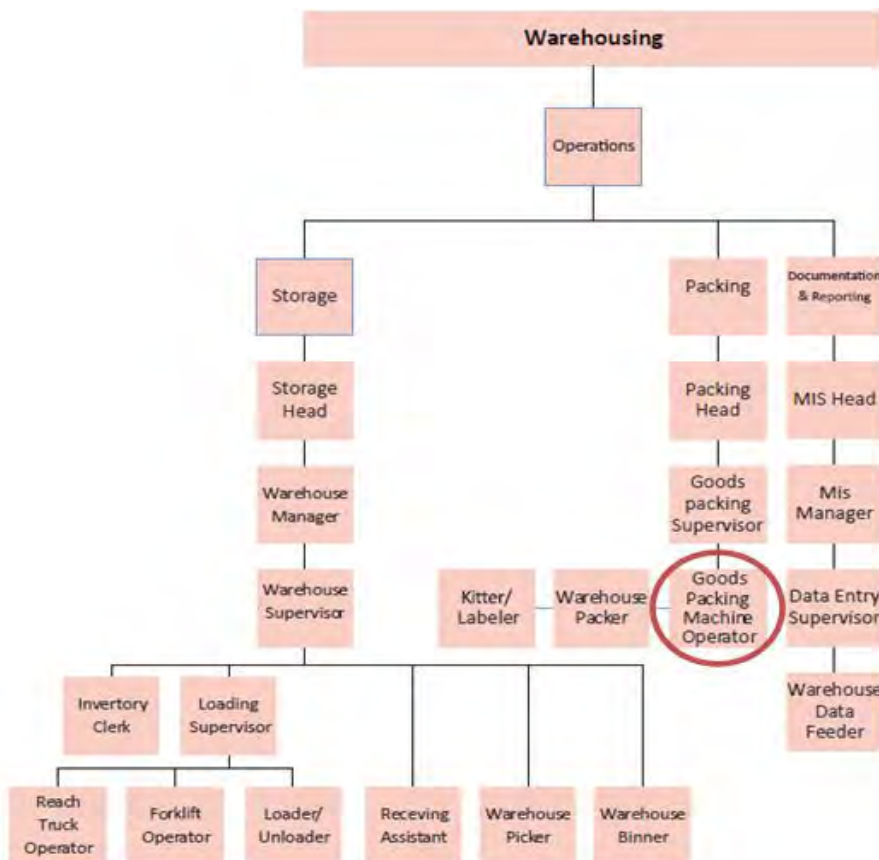 Warehousing
Operations
Storage
Packing
Documentation
& Reporting
Storage
Head
Packing
Head
MIS Head
Warehouse
Manager
Goods
packing
Supervisor
Mis
Manager
Warehouse
Supervisor
Kitter/
Labeler
Warehouse
Packer
Goods
Packing
Machine
Operator
Data Entry
Supervisor
Invertory
Clerk
Loading
Supervisor
Warehouse
Data
Feeder
Reach
Truck
Operator
Forklift
Operator
Loader/
Unloader
Receving
Assistant
Warehouse
Picker
Warehouse
Binner